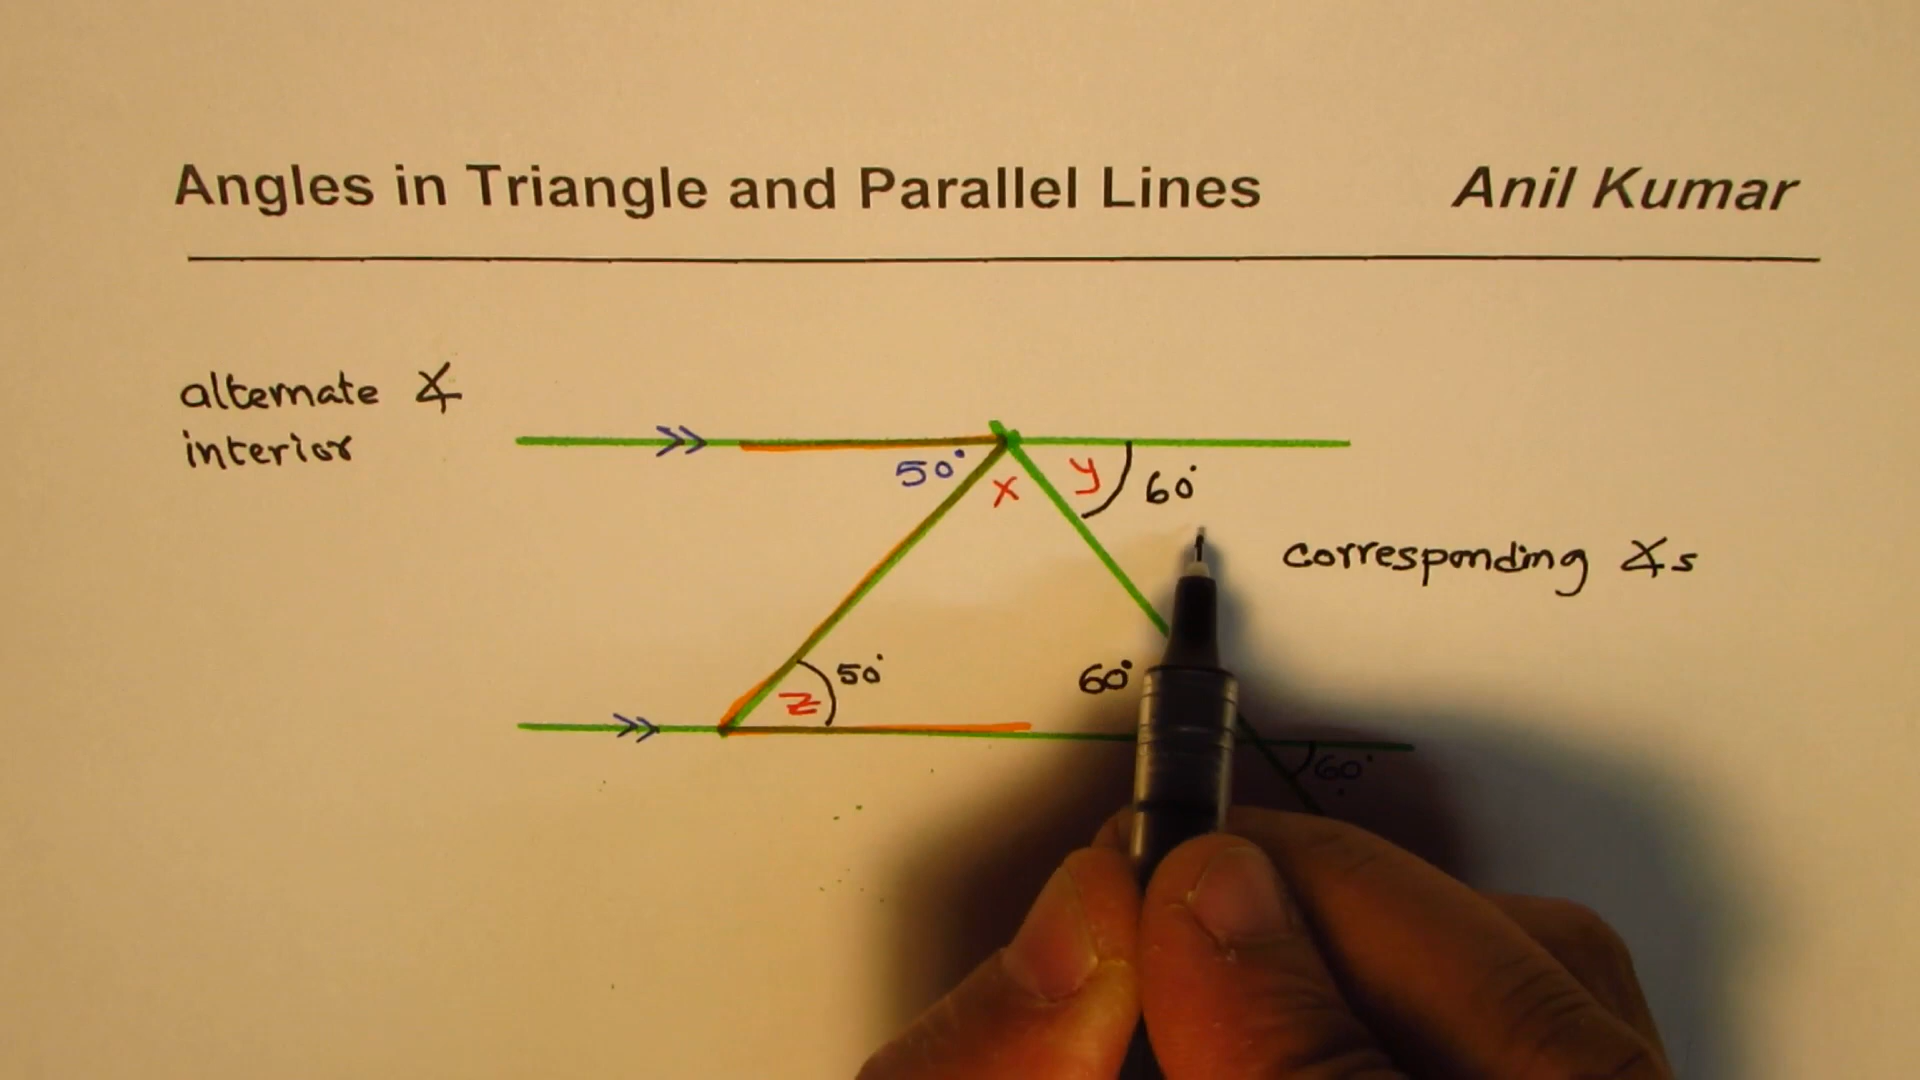 Angles in Triangle and Parallel Lines Anil Kumar
alternate ∡
interior
50°
x
y
60°
corresponding ∡s
z
50°
60°
60°